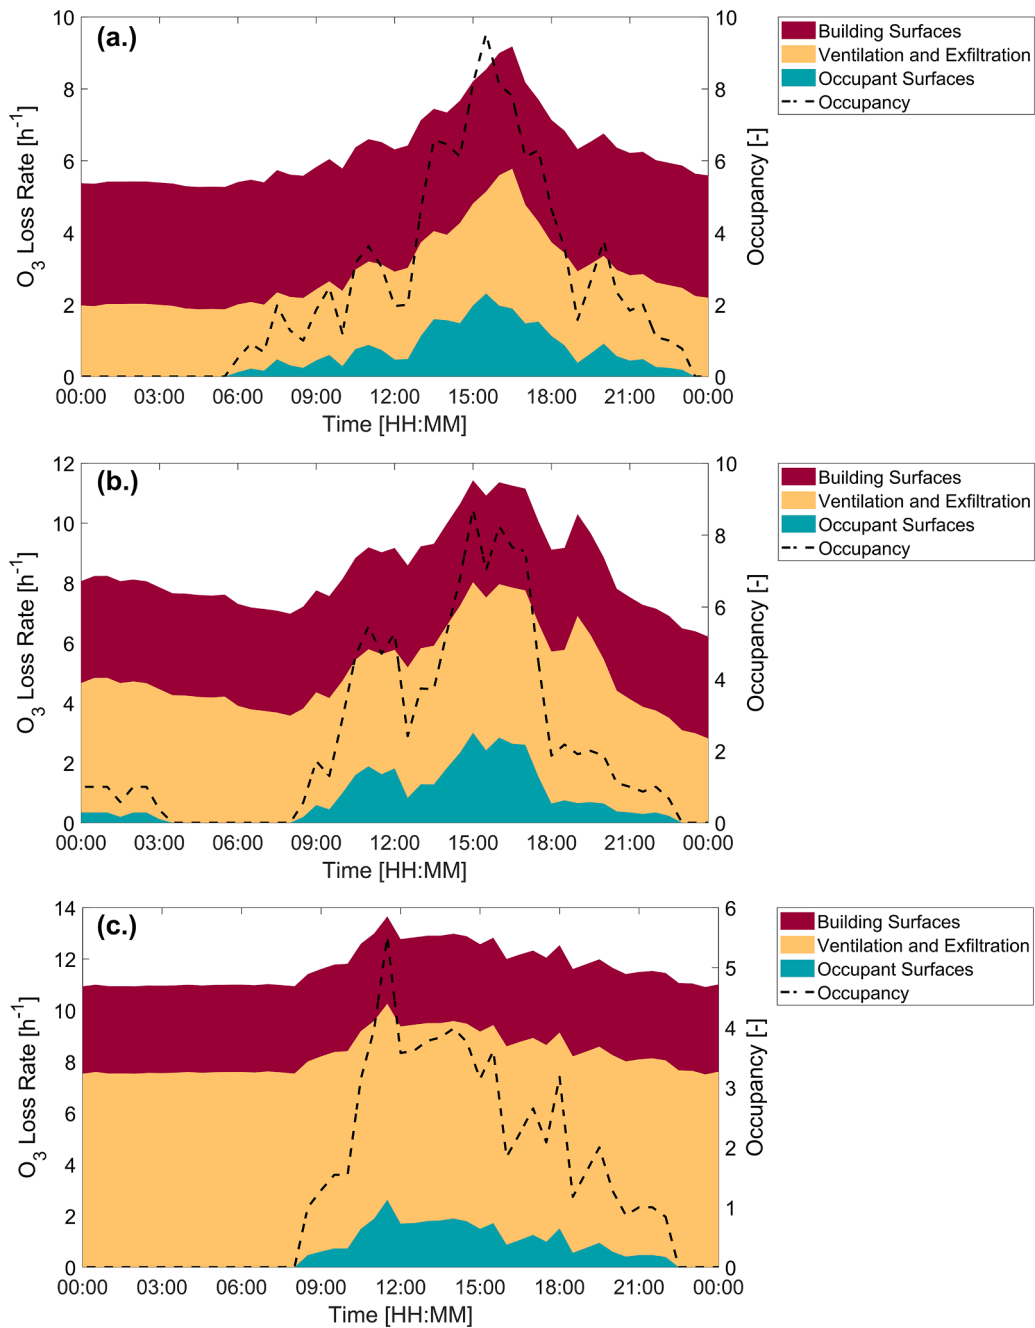 (a.)
10
8
6
4
2
0
O3 Loss Rate [h-1]
10
8
6
4
2
0
Occupancy [-]
00:00 03:00 06:00 09:00 12:00 15:00 18:00 21:00 00:00
Time [HH:MM]
Building Surfaces
Ventilation and Exfiltration
Occupant Surfaces
Occupancy
(b.)
12
10
8
6
4
2
0
O3 Loss Rate [h-1]
10
8
6
4
2
0
Occupancy [-]
00:00 03:00 06:00 09:00 12:00 15:00 18:00 21:00 00:00
Time [HH:MM]
Building Surfaces
Ventilation and Exfiltration
Occupant Surfaces
Occupancy
(c.)
14
12
10
8
6
4
2
0
O3 Loss Rate [h-1]
6
5
4
3
2
1
0
Occupancy [-]
00:00 03:00 06:00 09:00 12:00 15:00 18:00 21:00 00:00
Time [HH:MM]
Building Surfaces
Ventilation and Exfiltration
Occupant Surfaces
Occupancy